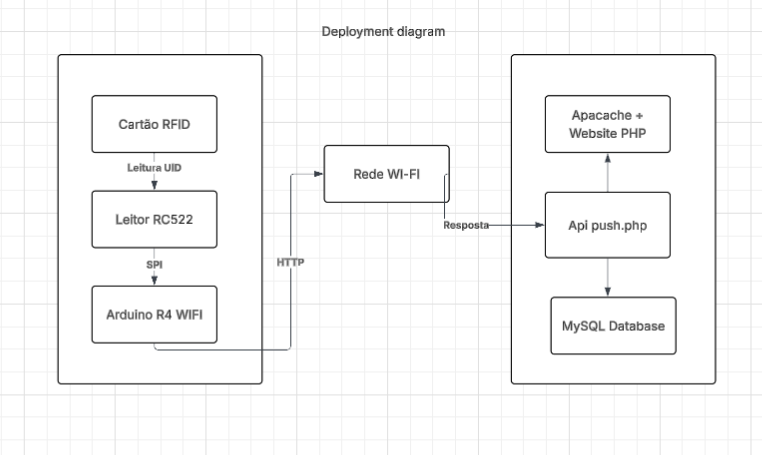 Deployment diagram
Cartão RFID
Leitura UID
Leitor RC522
SPI
Arduino R4 WIFI
HTTP
Rede WI-FI
Resposta
Apacache +
Website PHP
Api push.php
MySQL Database